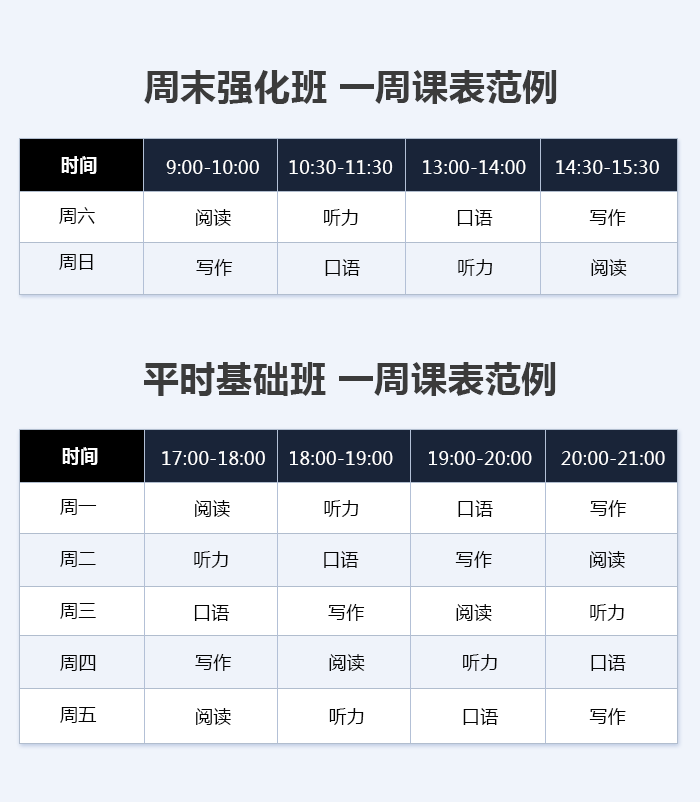 周末强化班 一周课表范例
时间 9:00-10:00 10:30-11:30 13:00-14:00 14:30-15:30
周六 阅读 听力 口语 写作
周日 写作 口语 听力 阅读
平时基础班 一周课表范例
时间 17:00-18:00 18:00-19:00 19:00-20:00 20:00-21:00
周一 阅读 听力 口语 写作
周二 听力 口语 写作 阅读
周三 口语 写作 阅读 听力
周四 写作 阅读 听力 口语
周五 阅读 听力 口语 写作